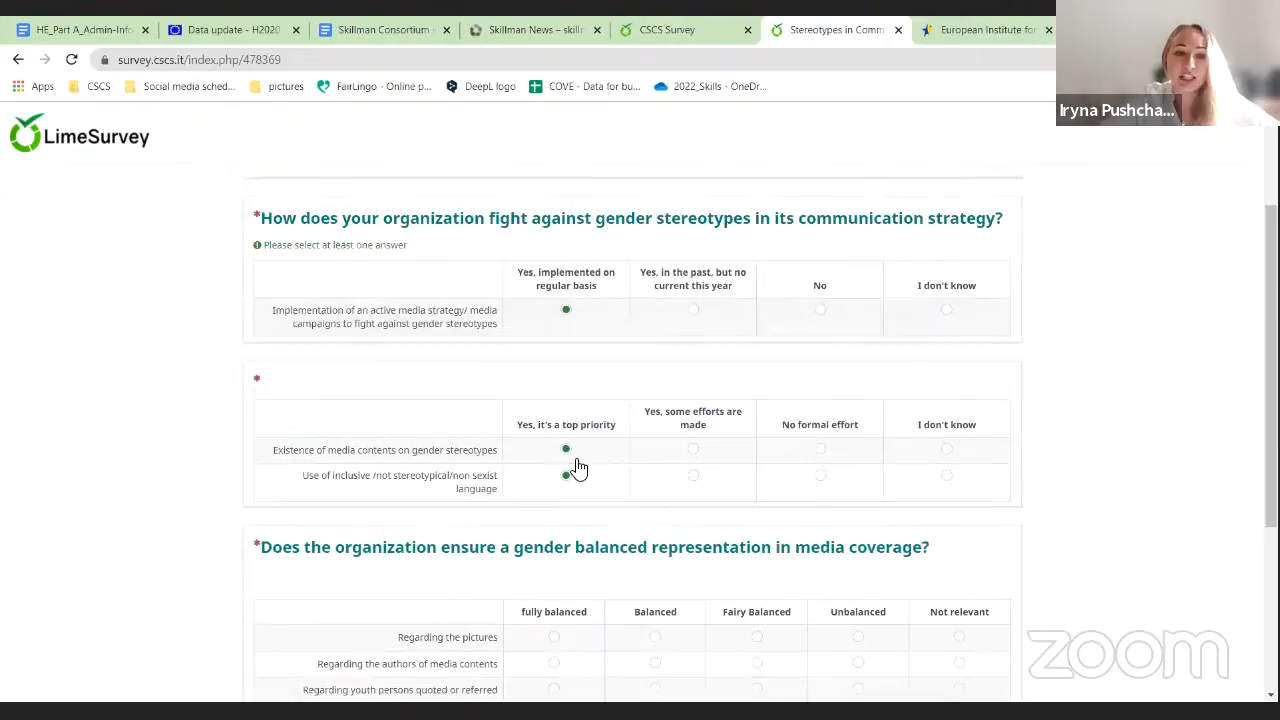 HE_Part A_Admin-Info
Data update - H2020
Skillman Consortium
Skillman News – skillm
CSCS Survey
Stereotypes in Comm
European Institute for
survey.cscs.it/index.php/478369
Apps
CSCS
Social media sched...
pictures
FairLingo - Online p...
DeepL logo
COVE - Data for bu...
2022_Skills - OneDr...
Iryna Pushcha...
LimeSurvey
*How does your organization fight against gender stereotypes in its communication strategy?
Please select at least one answer
Yes, implemented on regular basis
Yes, in the past, but no current this year
No
I don't know
Implementation of an active media strategy/ media
campaigns to fight against gender stereotypes
*
Yes, it's a top priority
Yes, some efforts are made
No formal effort
I don't know
Existence of media contents on gender stereotypes
Use of inclusive /not stereotypical/non sexist
language
*Does the organization ensure a gender balanced representation in media coverage?
fully balanced
Balanced
Fairy Balanced
Unbalanced
Not relevant
Regarding the pictures
Regarding the authors of media contents
Regarding youth persons quoted or referred
zoom